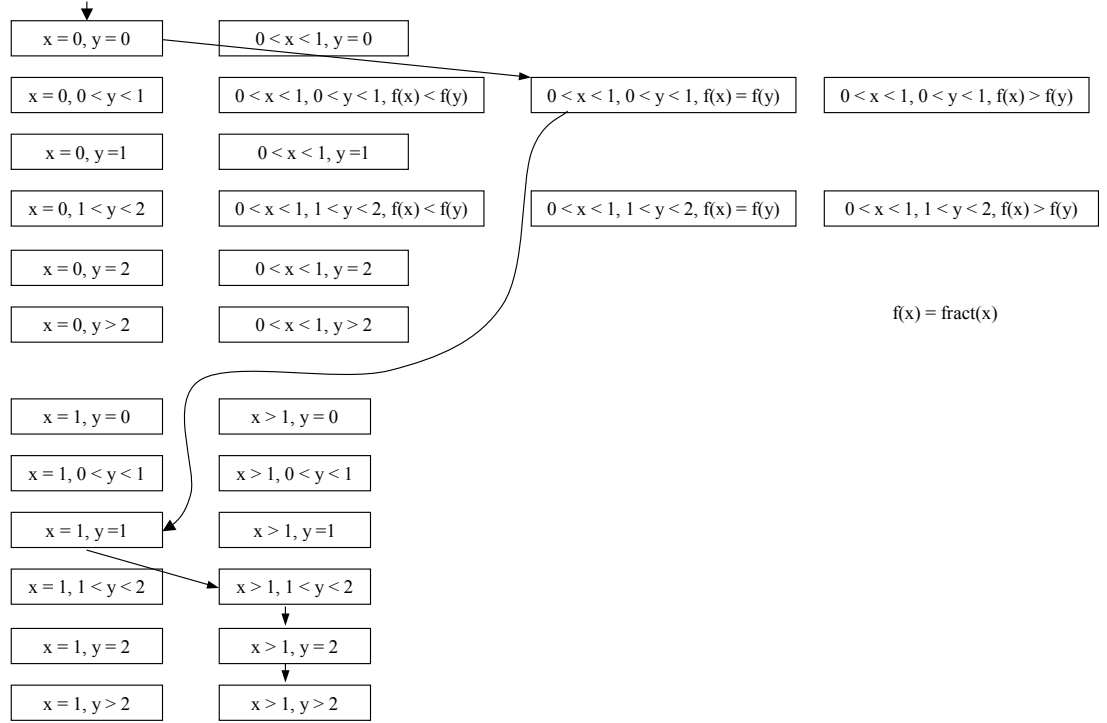 x = 0, y = 0
0 < x < 1, y = 0
x = 0, 0 < y < 1
0 < x < 1, 0 < y < 1, f(x) < f(y)
0 < x < 1, 0 < y < 1, f(x) = f(y)
0 < x < 1, 0 < y < 1, f(x) > f(y)
x = 0, y =1
0 < x < 1, y =1
x = 0, 1 < y < 2
0 < x < 1, 1 < y < 2, f(x) < f(y)
0 < x < 1, 1 < y < 2, f(x) = f(y)
0 < x < 1, 1 < y < 2, f(x) > f(y)
x = 0, y = 2
0 < x < 1, y = 2
x = 0, y > 2
0 < x < 1, y > 2
f(x) = fract(x)
x = 1, y = 0
x > 1, y = 0
x = 1, 0 < y < 1
x > 1, 0 < y < 1
x = 1, y =1
x > 1, y =1
x = 1, 1 < y < 2
x > 1, 1 < y < 2
x = 1, y = 2
x > 1, y = 2
x = 1, y > 2
x > 1, y > 2